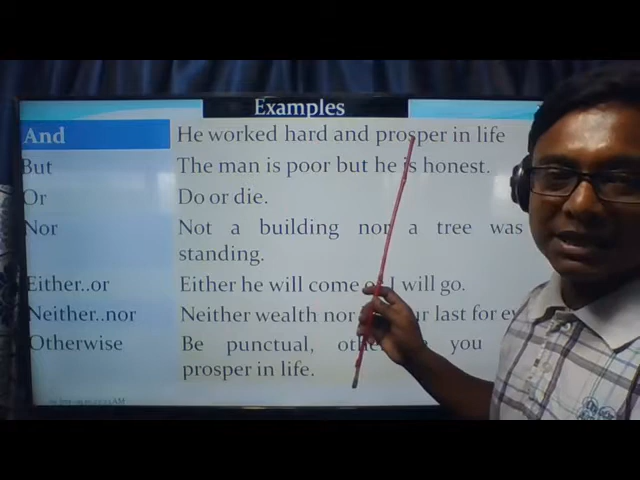 Examples
And He worked hard and prosper in life
But The man is poor but he is honest.
Or Do or die.
Nor Not a building nor a tree was
standing.
Either..or Either he will come or I will go.
Neither..nor Neither wealth nor last for
Otherwise Be punctual, you
prosper in life.